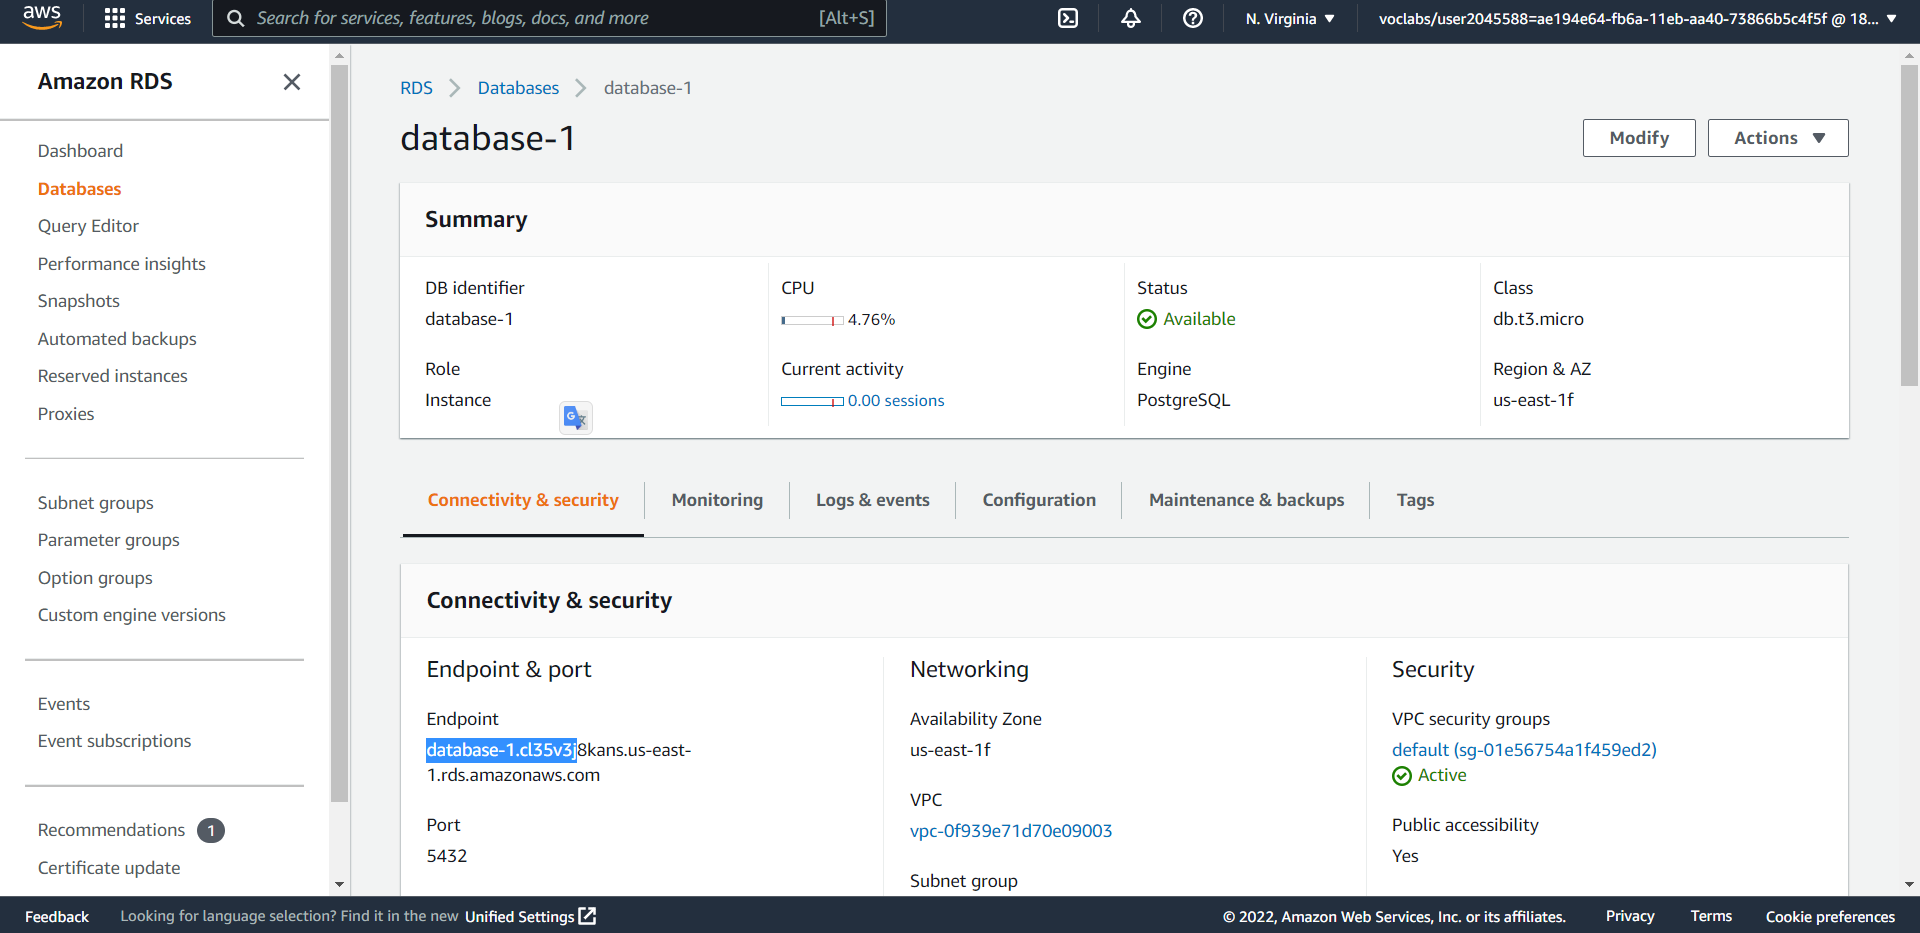 aws
Services
Search for services, features, blogs, docs, and more
[Alt+S]
N. Virginia
voclabs/user2045588=ae194e64-fb6a-11eb-aa40-73866b5c4f5f @ 18...
Amazon RDS
Dashboard
Databases
Query Editor
Performance insights
Snapshots
Automated backups
Reserved instances
Proxies
Subnet groups
Parameter groups
Option groups
Custom engine versions
Events
Event subscriptions
Recommendations 1
Certificate update
RDS
Databases
database-1
database-1
Modify
Actions
Summary
DB identifier
database-1
CPU
4.76%
Status
Available
Class
db.t3.micro
Role
Instance
Current activity
0.00 sessions
Engine
PostgreSQL
Region & AZ
us-east-1f
Connectivity & security
Monitoring
Logs & events
Configuration
Maintenance & backups
Tags
Connectivity & security
Endpoint & port
Endpoint
database-1.cl35v3j8kans.us-east-
1.rds.amazonaws.com
Port
5432
Networking
Availability Zone
us-east-1f
VPC
vpc-0f939e71d70e09003
Subnet group
Security
VPC security groups
default (sg-01e56754a1f459ed2)
Active
Public accessibility
Yes
Feedback
Looking for language selection? Find it in the new Unified Settings
© 2022, Amazon Web Services, Inc. or its affiliates.
Privacy
Terms
Cookie preferences